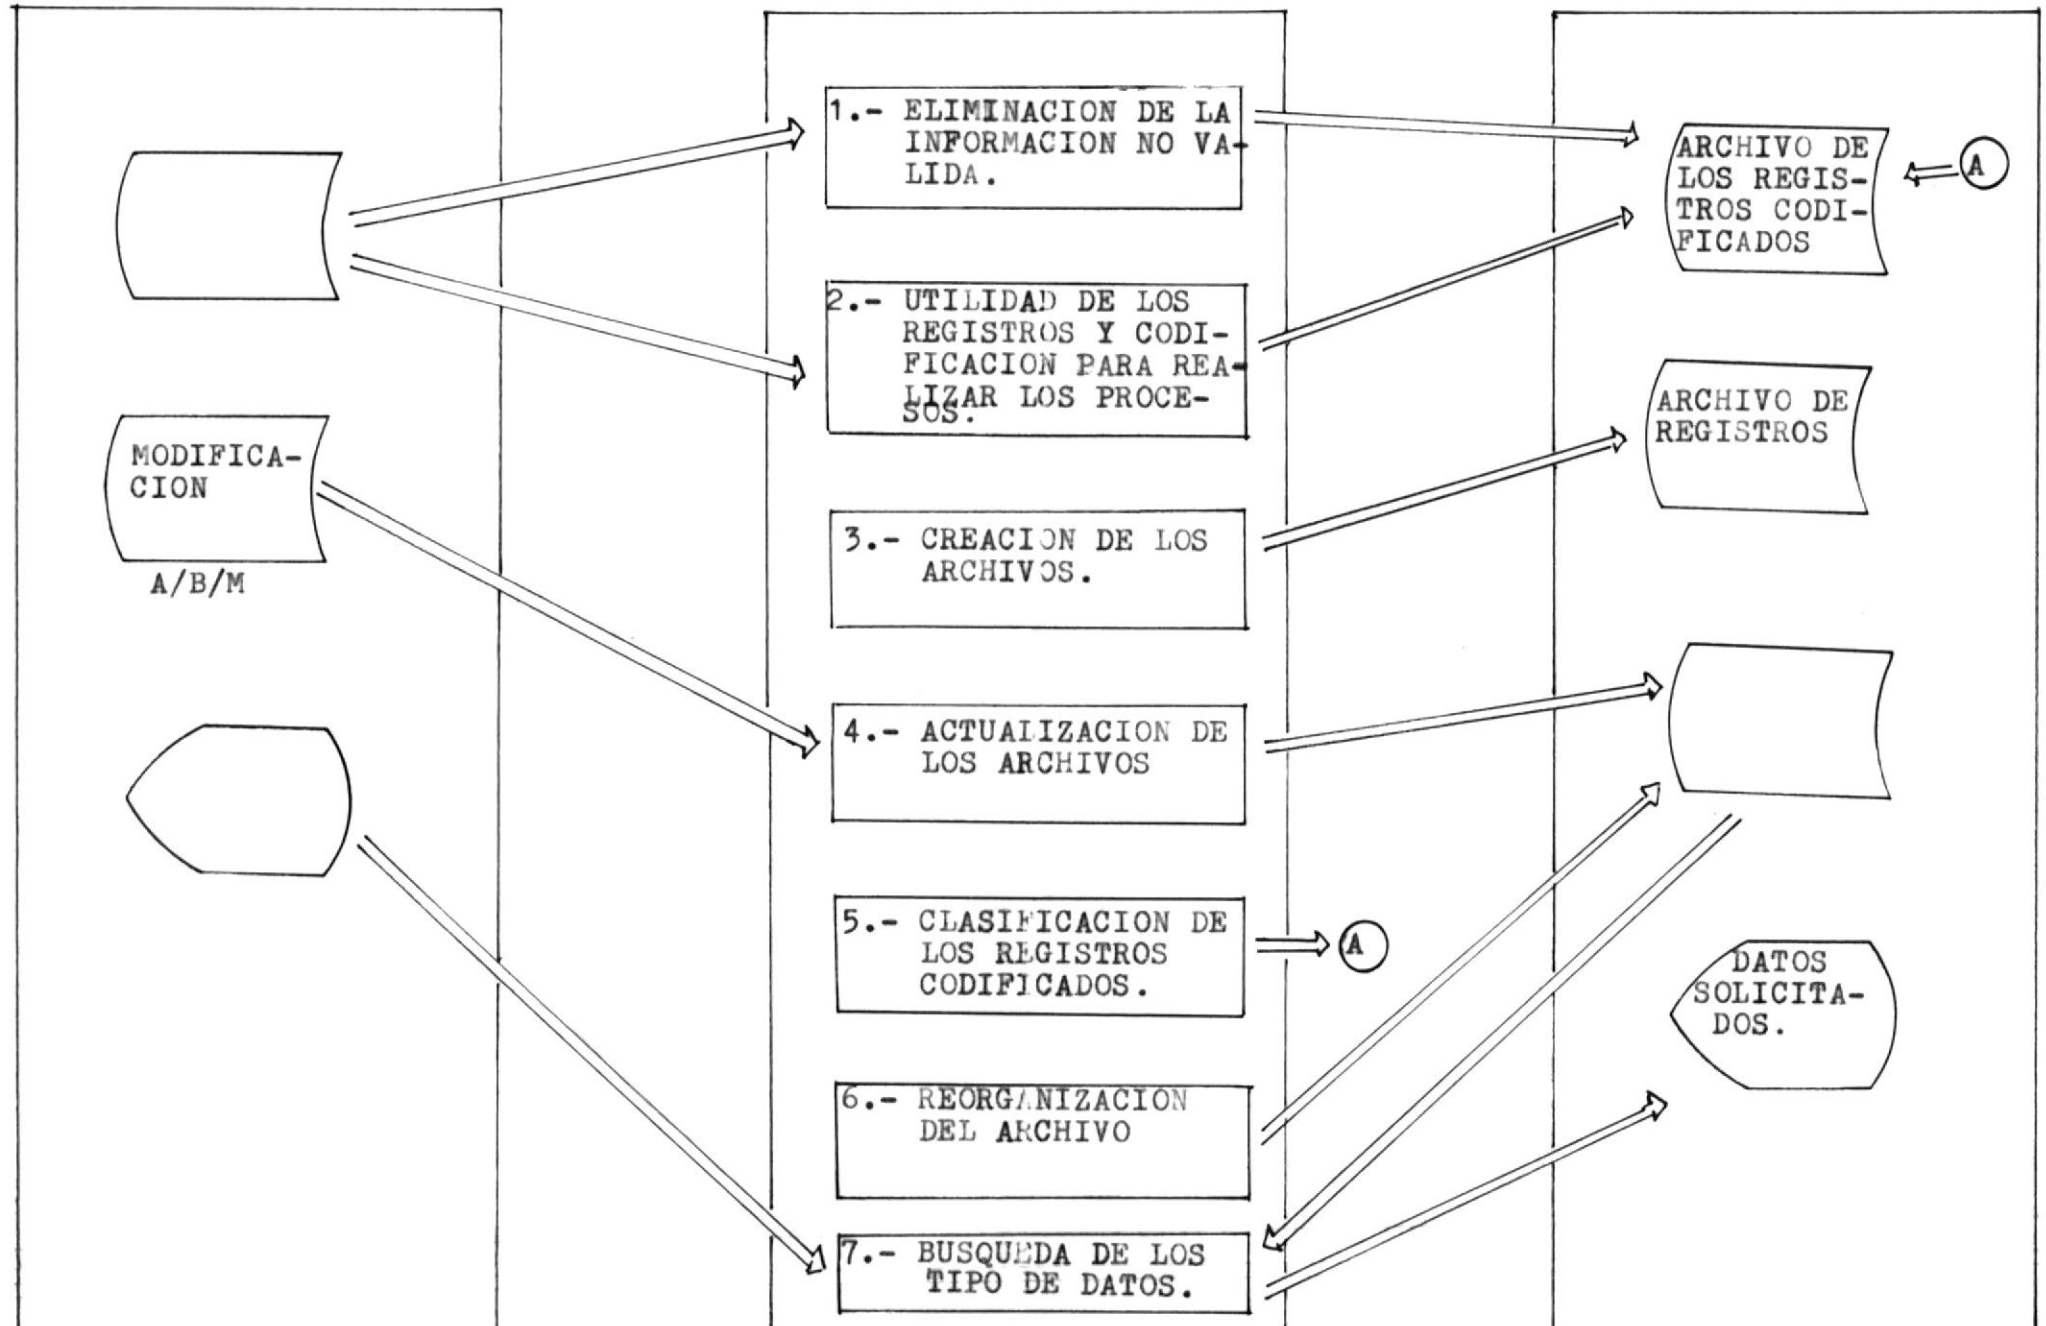 MODIFICA-
CION
A/B/M
1.- ELIMINACION DE LA
INFORMACION NO VA-
LIDA.
2.- UTILIDAD DE LOS
REGISTROS Y CODI-
FICACION PARA REA-
LIZAR LOS PROCE-
SOS.
3.- CREACION DE LOS
ARCHIVOS.
4.- ACTUALIZACION DE
LOS ARCHIVOS
5.- CLASIFICACION DE
LOS REGISTROS
CODIFICADOS.
A
6.- REORGANIZACION
DEL ARCHIVO
7.- BUSQUEDA DE LOS
TIPO DE DATOS.
ARCHIVO DE
LOS REGIS-
TROS CODI-
FICADOS
A
ARCHIVO DE
REGISTROS
DATOS
SOLICITA-
DOS.